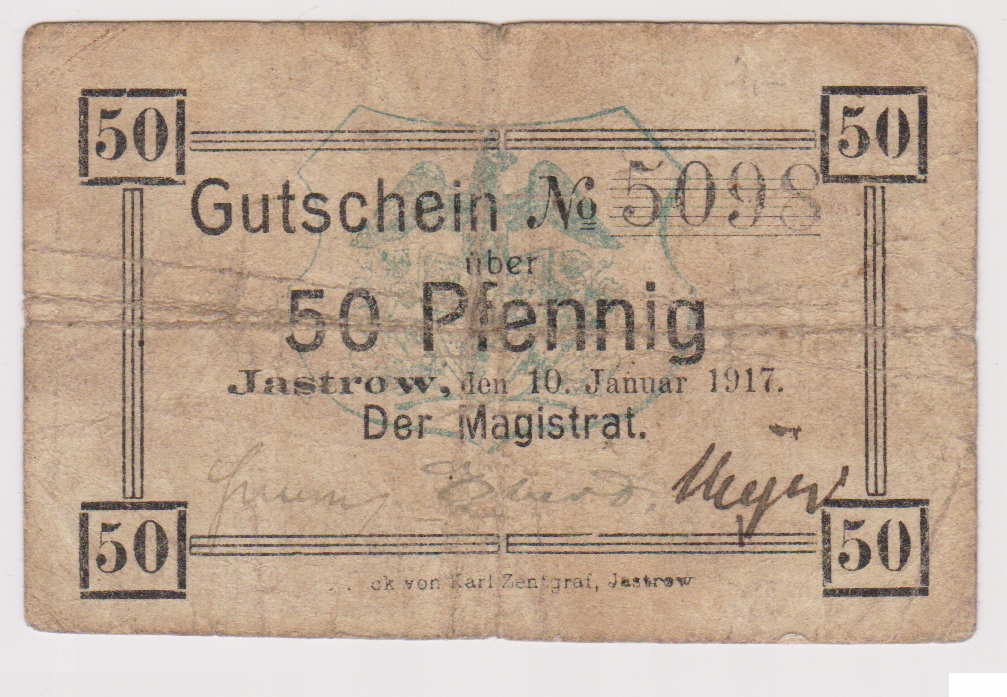 50 50
Gutschein № 5098
über
50 Pfennig
Jastrow, den 10. Januar 1917.
Der Magistrat.
Meyer
50 50
von Karl Zentgraf, Jastrow